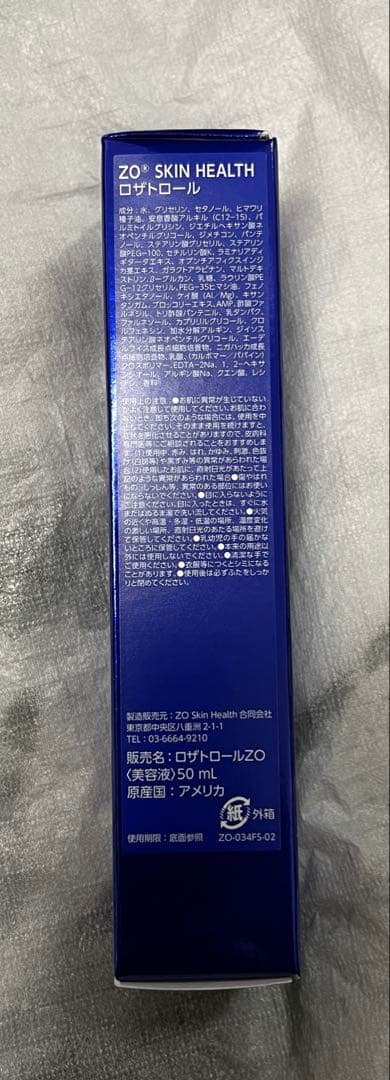 ZO® SKIN HEALTH
ロザトロール
成分：水、グリセリン、セタノール、ヒマワリ
種子油、安息香酸アルキル（C12-15）、パ
ルミトイルグリシン、ジエチルヘキサン酸ネ
オペンチルグリコール、ジメチコン、パンテ
ノール、ステアリン酸グリセリル、ステアリン
酸PEG-100、セチルリン酸K、ラミナリアディ
ギタータエキス、オプンチアフィクスインジ
カ茎エキス、ガラクトアラビナン、マルトデキ
ストリン、β-グルカン、乳糖、ラウリン酸PE
G-12グリセリル、PEG-35ヒマシ油、フェノ
キシエタノール、ケイ酸（Al／Mg）、キサン
タンガム、ブロッコリーエキス、AMP、酢酸フ
ァルネシル、トリ酢酸パンテニル、乳タンパク、
ファルネソール、カプリリルグリコール、クロ
ルフェネシン、加水分解アルギン、ジイソス
テアリン酸ネオペンチルグリコール、エーデ
ルワイス成長点細胞培養物、ニガハッカ成長
点細胞培養物、乳酸、（カルボマー／パパイン）
クロスポリマー、EDTA-2Na、1，2-ヘキサ
ンジオール、アルギン酸Na、クエン酸、レシ
チン、香料
使用上の注意：●お肌に異常が生じていない
かよく注意して使用してください。お肌に合わ
ないとき、即ち次のような場合には、使用を中
止してください。そのまま使用を続けますと、
症状を悪化させることがありますので、皮膚科
専門医等にご相談されることをおすすめしま
す。(1)使用中、赤み、はれ、かゆみ、刺激、色抜
け（白斑等）や黒ずみ等の異常があらわれた場
合(2)使用したお肌に、直射日光があたって上
記のような異常があらわれた場合●傷やはれ
もの、しっしん等、異常のある部位にはお使い
にならないでください。●目に入らないように
ご注意ください。目に入ったときは、すぐに水
またはぬるま湯で洗い流してください。●火気
の近くや高温・多湿・低温の場所、温度変化
の激しい場所、直射日光のあたる場所を避け
て保管してください。●乳幼児の手の届かな
いところに保管してください。●本来の用途以
外には使用しないでください。●清潔な手で
ご使用ください。●衣服等につくとシミになる
ことがあります。●使用後は必ずふたをしっか
りと閉めてください。
製造販売元：ZO Skin Health 合同会社
東京都中央区八重洲 2-1-1
TEL：03-6664-9210
販売名：ロザトロールZO
〈美容液〉50 mL
原産国：アメリカ
紙 外箱
使用期限：底面参照 ZO-034FS-02